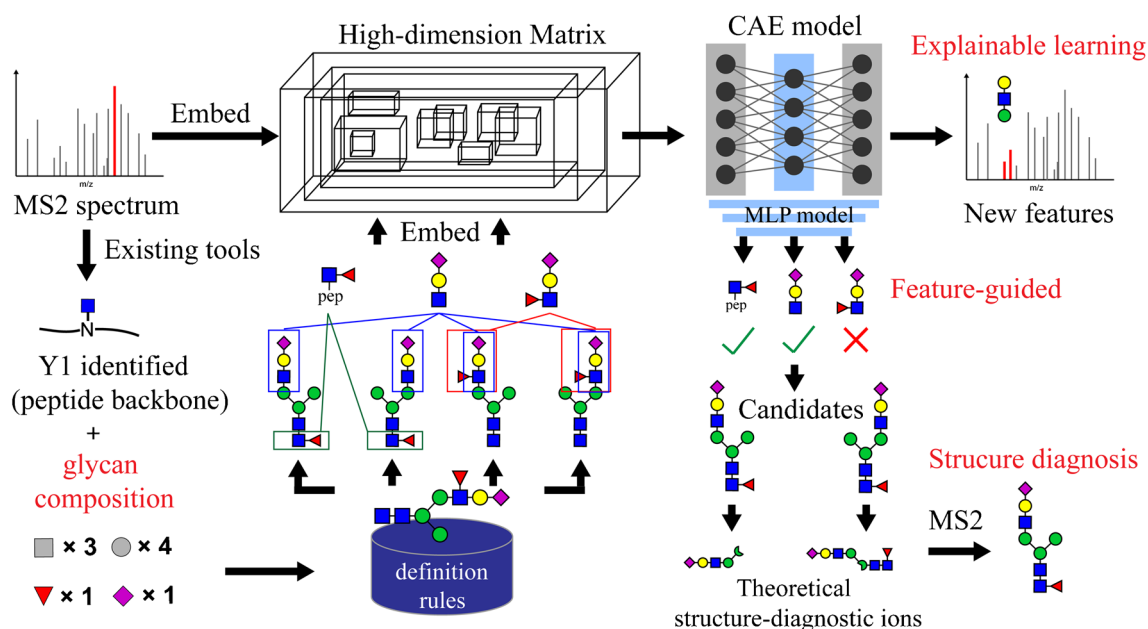 High-dimension Matrix
CAE model
Explainable learning
Embed
m/z
MS2 spectrum
m/z
New features
MLP model
Existing tools
Embed
pep
pep
Feature-guided
N
Y1 identified
(peptide backbone)
+
glycan
composition
× 3
× 4
× 1
× 1
definition
rules
Candidates
Strucure diagnosis
MS2
Theoretical
structure-diagnostic ions